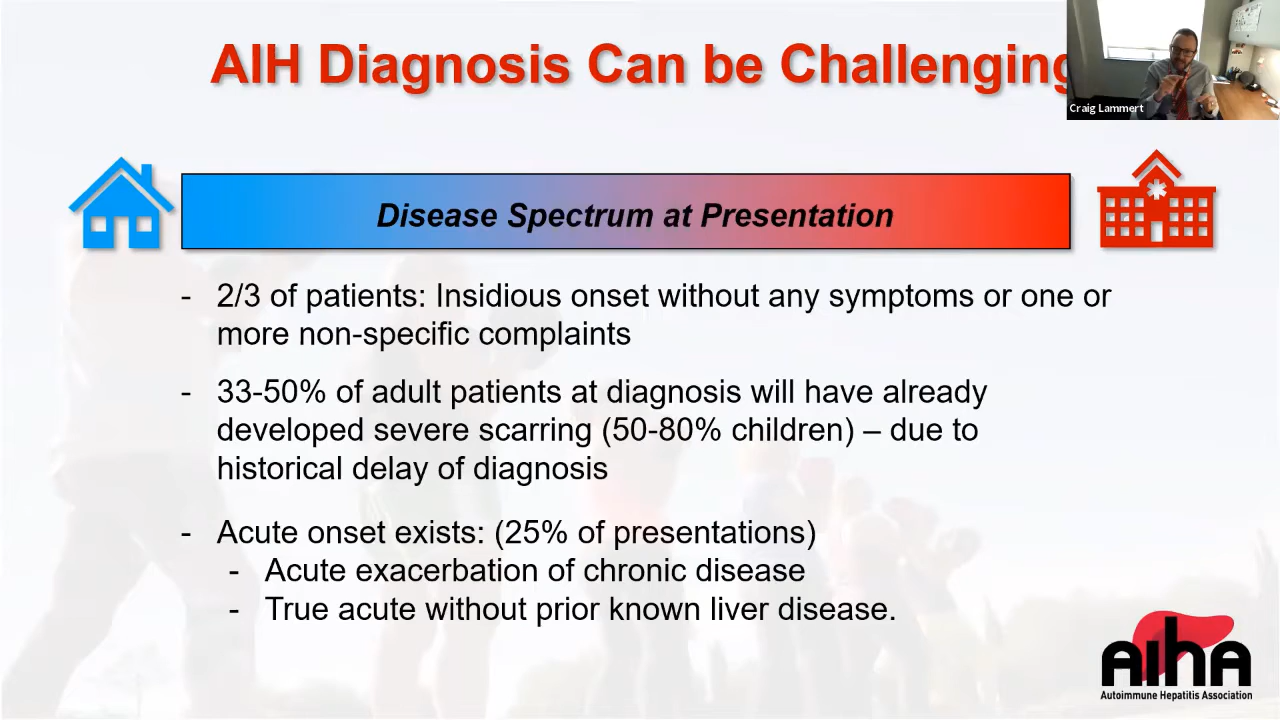 AIH Diagnosis Can be Challenging
Craig Lammert
Disease Spectrum at Presentation
- 2/3 of patients: Insidious onset without any symptoms or one or
more non-specific complaints
- 33-50% of adult patients at diagnosis will have already
developed severe scarring (50-80% children) – due to
historical delay of diagnosis
- Acute onset exists: (25% of presentations)
- Acute exacerbation of chronic disease
- True acute without prior known liver disease.
AIHA
Autoimmune Hepatitis Association